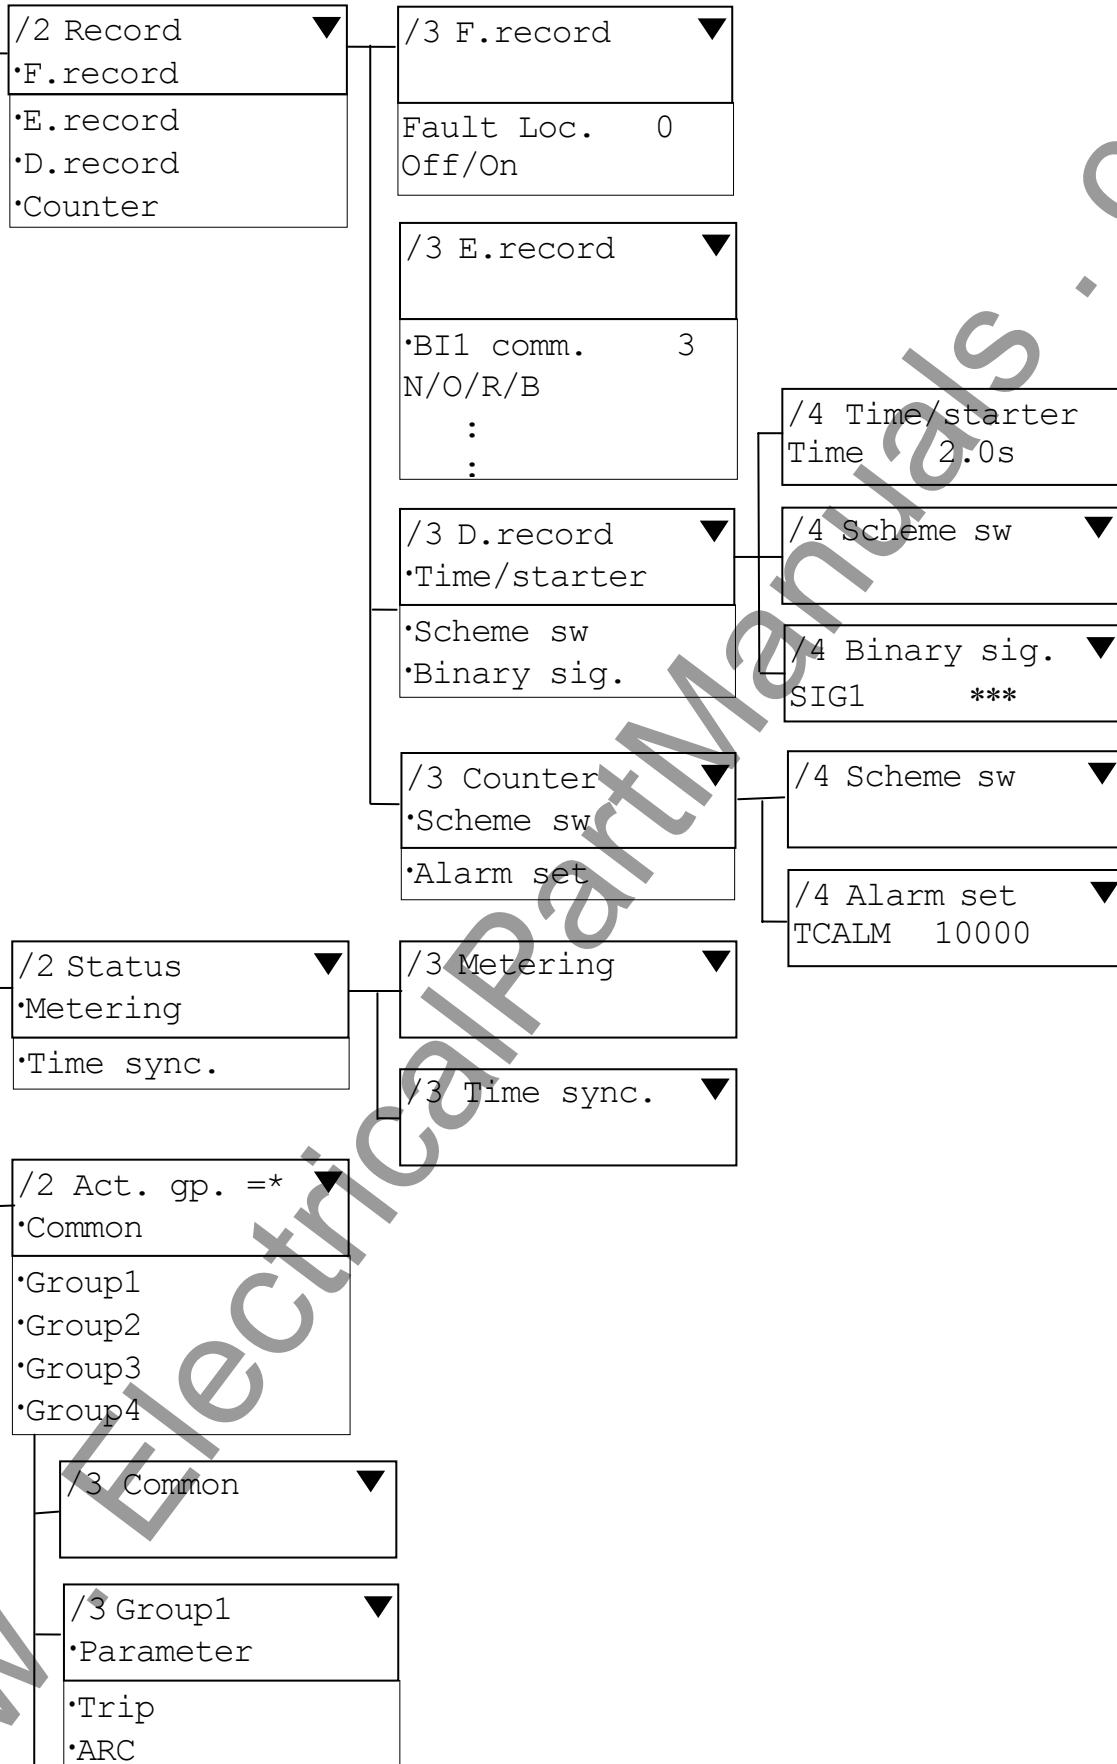 /2 Record ▼
·F.record
·E.record
·D.record
·Counter
/3 F.record ▼
Fault Loc. 0
Off/On
/3 E.record ▼
·BI1 comm. 3
N/O/R/B
:
:
/3 D.record ▼
·Time/starter
·Scheme sw
·Binary sig.
/4 Time/starter
Time 2.0s
/4 Scheme sw ▼
/4 Binary sig. ▼
SIG1 ***
/3 Counter ▼
·Scheme sw
·Alarm set
/4 Scheme sw ▼
/4 Alarm set ▼
TCALM 10000
/2 Status ▼
·Metering
·Time sync.
/3 Metering ▼
/3 Time sync. ▼
/2 Act. gp. =* ▼
·Common
·Group1
·Group2
·Group3
·Group4
/3 Common ▼
/3 Group1 ▼
·Parameter
·Trip
·ARC
w . ElectricalPartManuals .